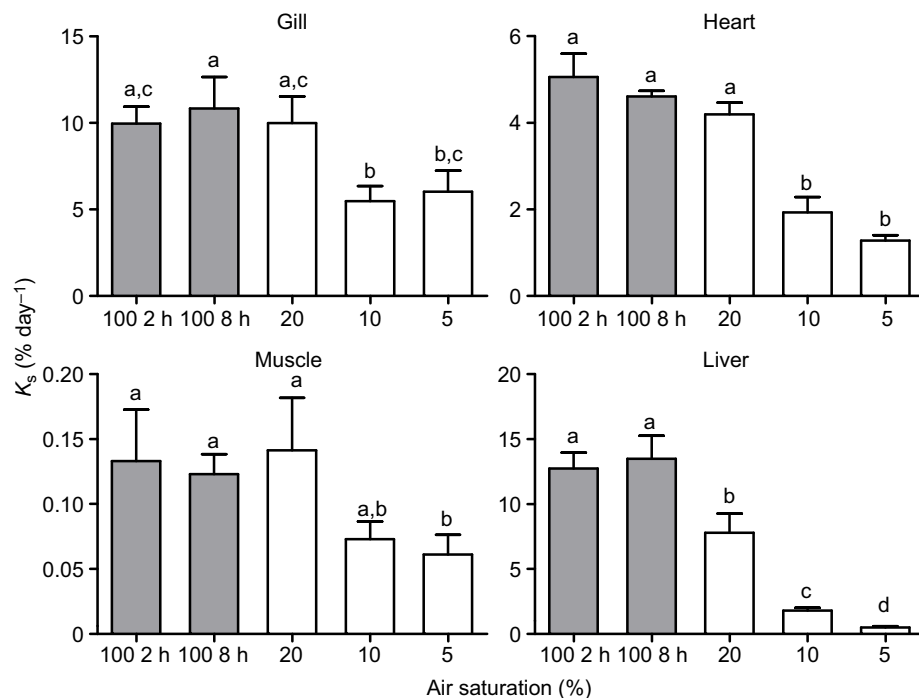 Gill
15
10
5
0
a,c
a
a,c
b
b,c
100 2 h 100 8 h 20 10 5
Heart
6
4
2
0
a
a
a
b
b
100 2 h 100 8 h 20 10 5
Kₛ (% day⁻¹)
Muscle
0.20
0.15
0.10
0.05
0
a
a
a
a,b
b
100 2 h 100 8 h 20 10 5
Liver
20
15
10
5
0
a
a
b
c
d
100 2 h 100 8 h 20 10 5
Air saturation (%)